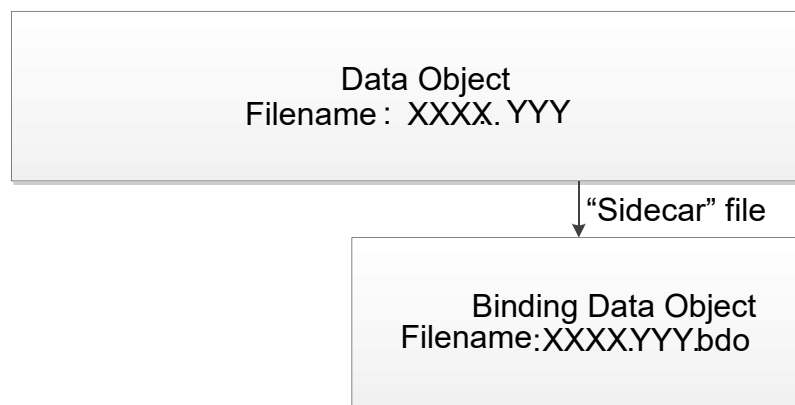 Data Object
Filename : XXXX. YYY
“Sidecar” file
Binding Data Object
Filename:XXXX.YYY.bdo